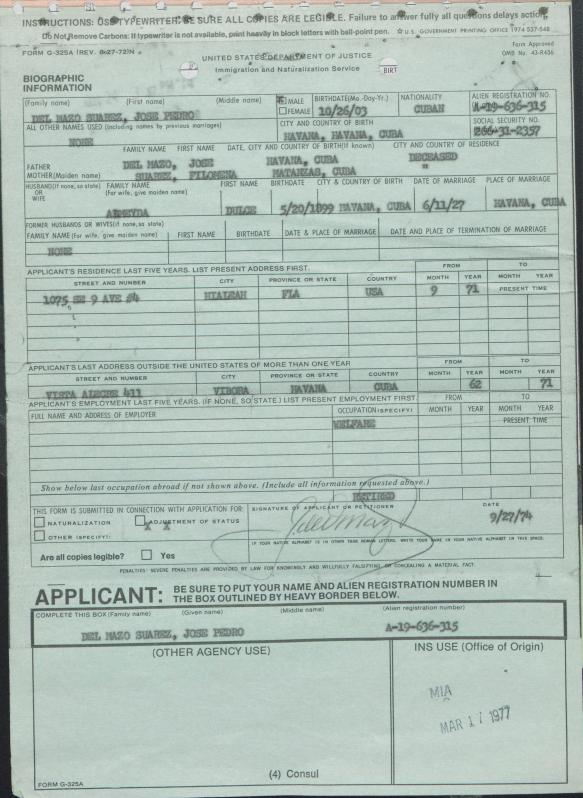 INSTRUCTIONS: USE TYPEWRITER. BE SURE ALL COPIES ARE LEGIBLE. Failure to answer fully all questions delays action.
Do Not Remove Carbons: If typewriter is not available, print heavily in block letters with ball-point pen. ☆ U.S. GOVERNMENT PRINTING OFFICE 1974 537-548
FORM G-325A (REV. 8-27-72)N
Form Approved
OMB No. 43-R436
UNITED STATES DEPARTMENT OF JUSTICE
Immigration and Naturalization Service
BIRT
BIOGRAPHIC
INFORMATION
(Family name) (First name) (Middle name) MALE FEMALE BIRTHDATE(Mo.-Day-Yr.) NATIONALITY ALIEN REGISTRATION NO.
DEL MAZO SUAREZ, JOSE PEDRO 10/26/03 CUBAN A-19-636-315
ALL OTHER NAMES USED (including names by previous marriages) CITY AND COUNTRY OF BIRTH SOCIAL SECURITY NO.
NONE HAVANA, HAVANA, CUBA 266-31-2357
FAMILY NAME FIRST NAME DATE, CITY AND COUNTRY OF BIRTH(If known) CITY AND COUNTRY OF RESIDENCE
FATHER DEL MAZO, JOSE HAVANA, CUBA DECEASED
MOTHER(Maiden name) SUAREZ, FILOMENA MATANZAS, CUBA "
HUSBAND(If none, so state) OR WIFE FAMILY NAME (For wife, give maiden name) FIRST NAME BIRTHDATE CITY & COUNTRY OF BIRTH DATE OF MARRIAGE PLACE OF MARRIAGE
DULCE 5/20/1899 HAVANA, CUBA 6/11/27 HAVANA, CUBA
FORMER HUSBANDS OR WIVES(if none, so state)
FAMILY NAME (For wife, give maiden name) FIRST NAME BIRTHDATE DATE & PLACE OF MARRIAGE DATE AND PLACE OF TERMINATION OF MARRIAGE
NONE
APPLICANT'S RESIDENCE LAST FIVE YEARS. LIST PRESENT ADDRESS FIRST. FROM TO
STREET AND NUMBER CITY PROVINCE OR STATE COUNTRY MONTH YEAR MONTH YEAR
1075 SE 9 AVE #4 HIALEAH FLA USA 9 71 PRESENT TIME
APPLICANT'S LAST ADDRESS OUTSIDE THE UNITED STATES OF MORE THAN ONE YEAR FROM TO
STREET AND NUMBER CITY PROVINCE OR STATE COUNTRY MONTH YEAR MONTH YEAR
VISTA ALEGRE 411 VIBORA HAVANA CUBA 62 71
APPLICANT'S EMPLOYMENT LAST FIVE YEARS. (IF NONE, SO STATE.) LIST PRESENT EMPLOYMENT FIRST. FROM TO
FULL NAME AND ADDRESS OF EMPLOYER OCCUPATION(SPECIFY) MONTH YEAR MONTH YEAR
WELFARE PRESENT TIME
Show below last occupation abroad if not shown above. (Include all information requested above.)
RETIRED
THIS FORM IS SUBMITTED IN CONNECTION WITH APPLICATION FOR: SIGNATURE OF APPLICANT OR PETITIONER DATE
NATURALIZATION X X ADJUSTMENT OF STATUS 9/27/74
OTHER (SPECIFY):
IF YOUR NATIVE ALPHABET IS IN OTHER THAN ROMAN LETTERS, WRITE YOUR NAME IN YOUR NATIVE ALPHABET IN THIS SPACE:
Are all copies legible? Yes
PENALTIES: SEVERE PENALTIES ARE PROVIDED BY LAW FOR KNOWINGLY AND WILLFULLY FALSIFYING OR CONCEALING A MATERIAL FACT.
APPLICANT: BE SURE TO PUT YOUR NAME AND ALIEN REGISTRATION NUMBER IN
THE BOX OUTLINED BY HEAVY BORDER BELOW.
COMPLETE THIS BOX (Family name) (Given name) (Middle name) (Alien registration number)
DEL MAZO SUAREZ, JOSE PEDRO A-19-636-315
(OTHER AGENCY USE) INS USE (Office of Origin)
MIA
MAR 17 1977
(4) Consul
FORM G-325A